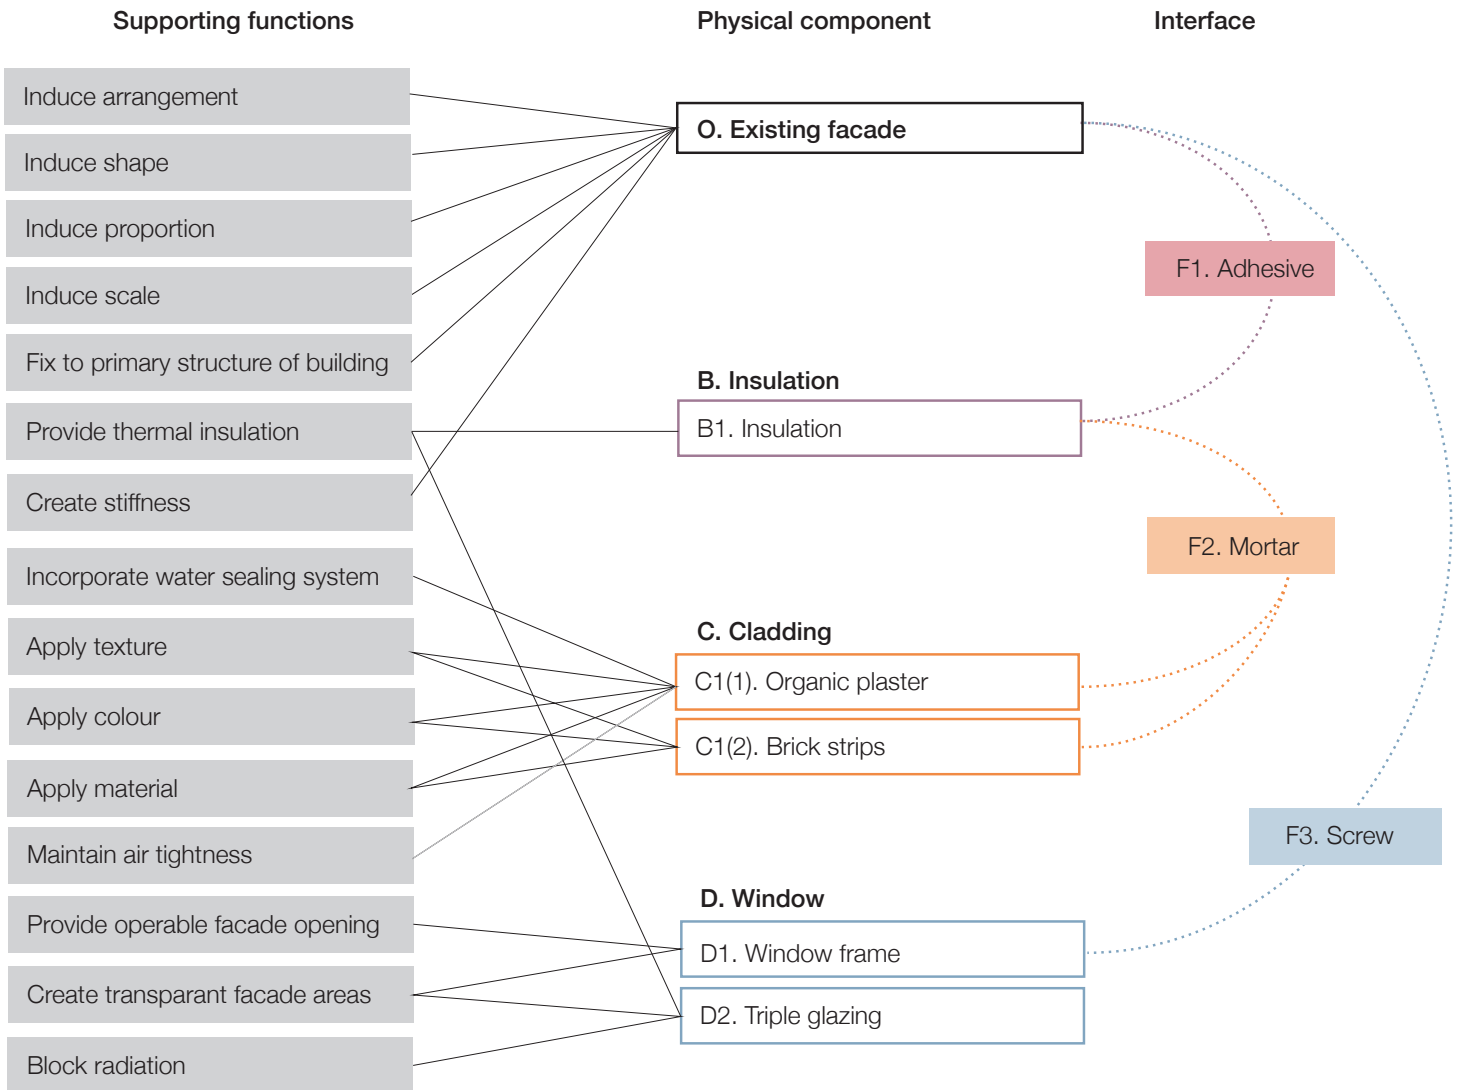 Supporting functions
Physical component
Interface
Induce arrangement
Induce shape
Induce proportion
Induce scale
Fix to primary structure of building
Provide thermal insulation
Create stiffness
Incorporate water sealing system
Apply texture
Apply colour
Apply material
Maintain air tightness
Provide operable facade opening
Create transparant facade areas
Block radiation
O. Existing facade
B. Insulation
B1. Insulation
C. Cladding
C1(1). Organic plaster
C1(2). Brick strips
D. Window
D1. Window frame
D2. Triple glazing
F1. Adhesive
F2. Mortar
F3. Screw